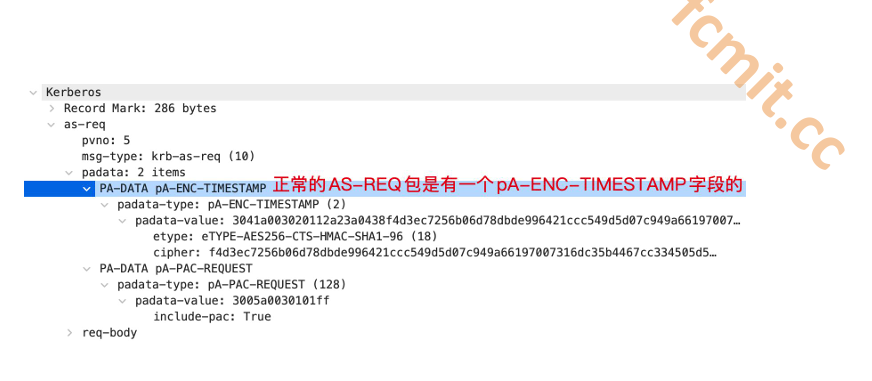 fcmit.cc
Kerberos
Record Mark: 286 bytes
as-req
pvno: 5
msg-type: krb-as-req (10)
padata: 2 items
PA-DATA pA-ENC-TIMESTAMP 正常的AS-REQ包是有一个pA-ENC-TIMESTAMP字段的
padata-type: pA-ENC-TIMESTAMP (2)
padata-value: 3041a003020112a23a0438f4d3ec7256b06d78dbde996421ccc549d5d07c949a66197007…
etype: eTYPE-AES256-CTS-HMAC-SHA1-96 (18)
cipher: f4d3ec7256b06d78dbde996421ccc549d5d07c949a66197007316dc35b4467cc334505d5…
PA-DATA pA-PAC-REQUEST
padata-type: pA-PAC-REQUEST (128)
padata-value: 3005a0030101ff
include-pac: True
req-body